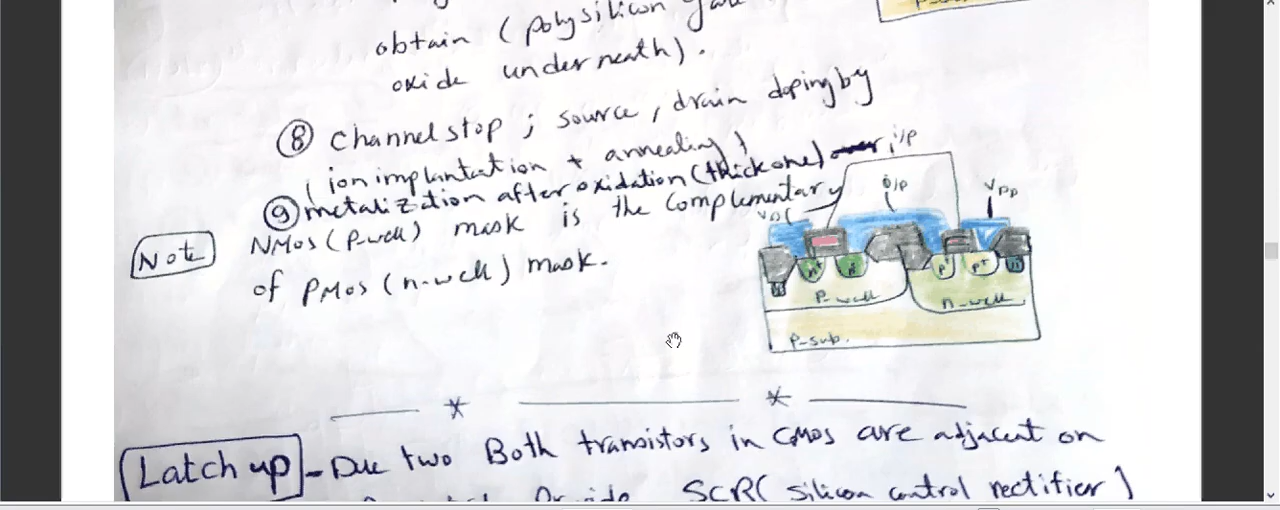 obtain (polysilicon gate
oxide underneath).
⑧ Channel stop ; source , drain doping by
( ion implantation + annealing )
⑨ metalization after oxidation (thick one)
Note NMOS (P-well) mask is the complementary
of PMOS (n-well) mask.
i/p
o/p
VDD
n+
P+
P+
P-well
n-well
P-sub.
Latch up - Due two Both transistors in CMOS are adjacent on
SCR( silicon control rectifier )